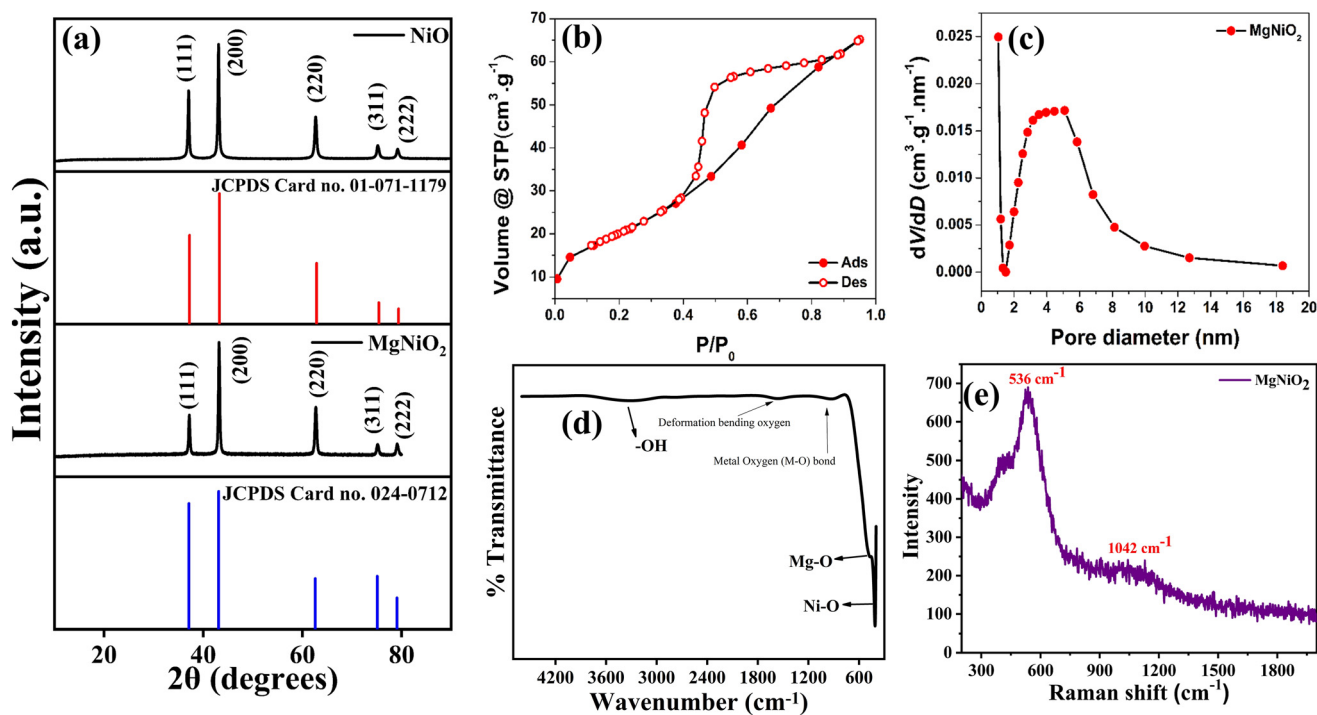 (a)
NiO
(111)
(200)
(220)
(311)
(222)
JCPDS Card no. 01-071-1179
MgNiO₂
(111)
(200)
(220)
(311)
(222)
JCPDS Card no. 024-0712
Intensity (a.u.)
20 40 60 80
2θ (degrees)
(b)
Volume @ STP(cm³.g⁻¹)
70
60
50
40
30
20
10
Ads
Des
0.0 0.2 0.4 0.6 0.8 1.0
P/P₀
(c)
MgNiO₂
dV/dD (cm³.g⁻¹.nm⁻¹)
0.025
0.020
0.015
0.010
0.005
0.000
0 2 4 6 8 10 12 14 16 18 20
Pore diameter (nm)
(d)
% Transmittance
-OH
Deformation bending oxygen
Metal Oxygen (M-O) bond
Mg-O
Ni-O
4200 3600 3000 2400 1800 1200 600
Wavenumber (cm⁻¹)
(e)
536 cm⁻¹
MgNiO₂
1042 cm⁻¹
Intensity
700
600
500
400
300
200
100
0
300 600 900 1200 1500 1800
Raman shift (cm⁻¹)